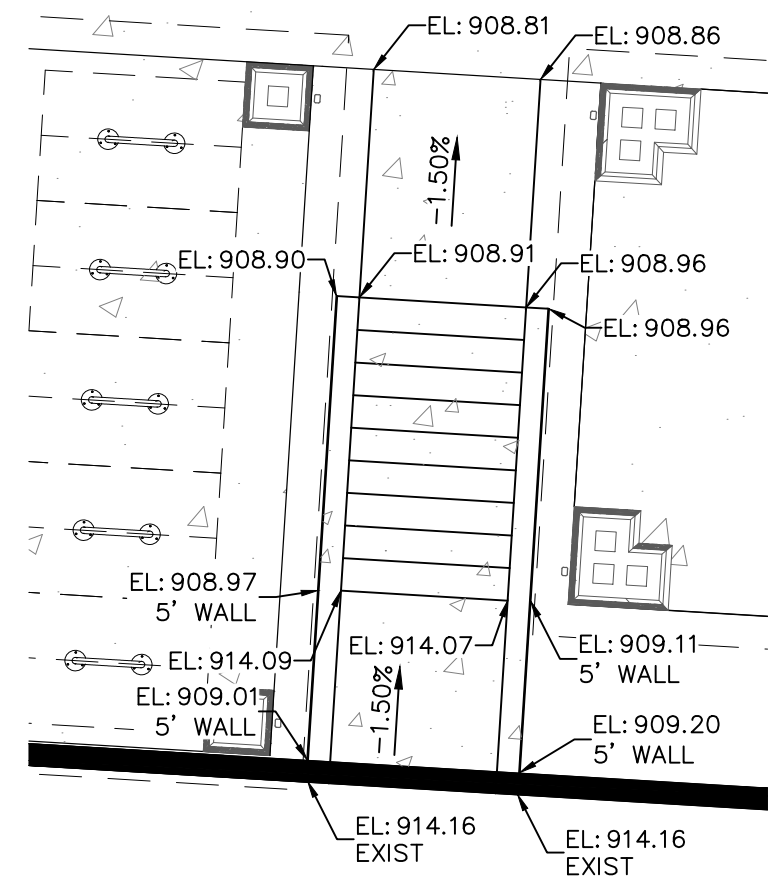 EL: 908.81
EL: 908.86
-1.50%
EL: 908.90
EL: 908.91
EL: 908.96
EL: 908.96
EL: 908.97
5' WALL
EL: 914.09
EL: 914.07
EL: 909.11
5' WALL
EL: 909.01
5' WALL
-1.50%
EL: 909.20
5' WALL
EL: 914.16
EXIST
EL: 914.16
EXIST